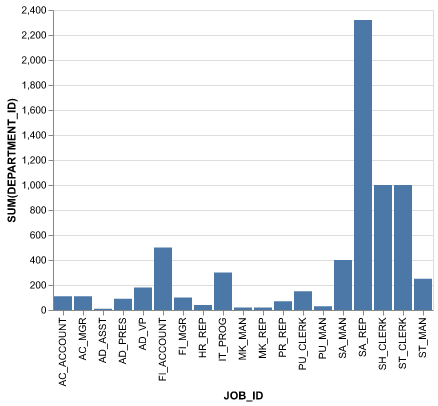 2,400
2,200
2,000
1,800
1,600
1,400
1,200
1,000
800
600
400
200
0
SUM(DEPARTMENT_ID)
AC_ACCOUNT
AC_MGR
AD_ASST
AD_PRES
AD_VP
FI_ACCOUNT
FI_MGR
HR_REP
IT_PROG
MK_MAN
MK_REP
PR_REP
PU_CLERK
PU_MAN
SA_MAN
SA_REP
SH_CLERK
ST_CLERK
ST_MAN
JOB_ID